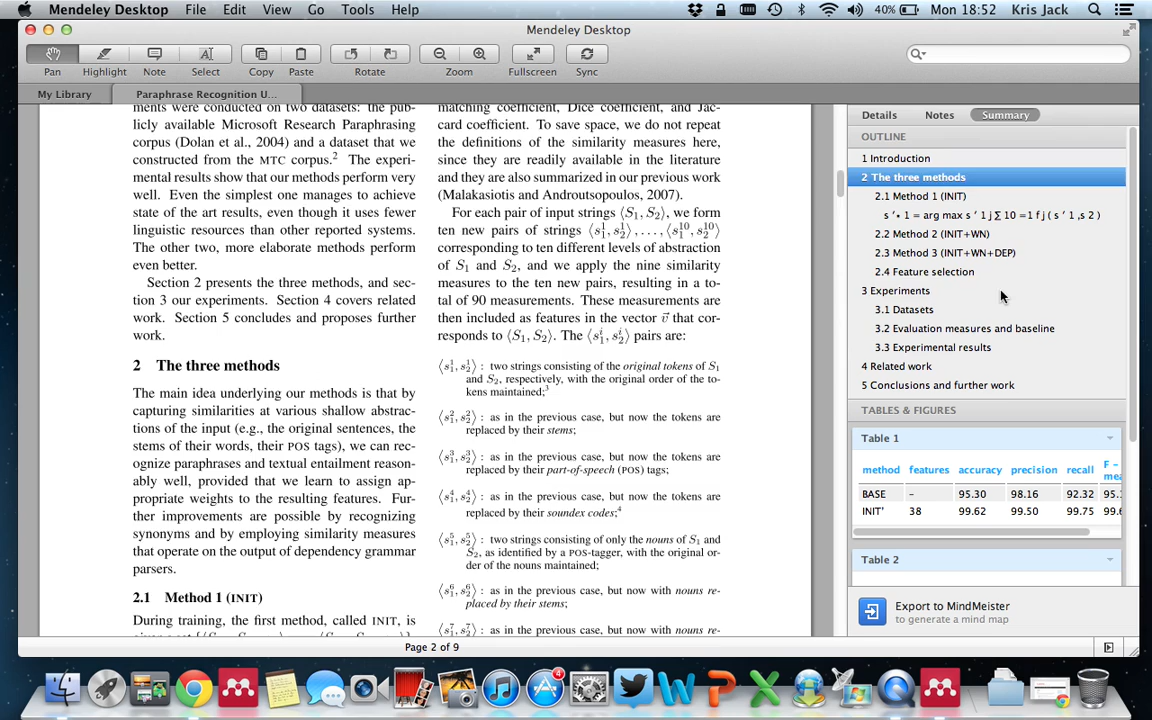 Mendeley Desktop File Edit View Go Tools Help 40% Mon 18:52 Kris Jack
Mendeley Desktop
Pan Highlight Note Select Copy Paste Rotate Zoom Fullscreen Sync
My Library Paraphrase Recognition U...
ments were conducted on two datasets: the pub-
licly available Microsoft Research Paraphrasing
corpus (Dolan et al., 2004) and a dataset that we
constructed from the MTC corpus.² The experi-
mental results show that our methods perform very
well. Even the simplest one manages to achieve
state of the art results, even though it uses fewer
linguistic resources than other reported systems.
The other two, more elaborate methods perform
even better.
Section 2 presents the three methods, and sec-
tion 3 our experiments. Section 4 covers related
work. Section 5 concludes and proposes further
work.
2 The three methods
The main idea underlying our methods is that by
capturing similarities at various shallow abstrac-
tions of the input (e.g., the original sentences, the
stems of their words, their POS tags), we can rec-
ognize paraphrases and textual entailment reason-
ably well, provided that we learn to assign ap-
propriate weights to the resulting features. Fur-
ther improvements are possible by recognizing
synonyms and by employing similarity measures
that operate on the output of dependency grammar
parsers.
2.1 Method 1 (INIT)
During training, the first method, called INIT, is
matching coefficient, Dice coefficient, and Jac-
card coefficient. To save space, we do not repeat
the definitions of the similarity measures here,
since they are readily available in the literature
and they are also summarized in our previous work
(Malakasiotis and Androutsopoulos, 2007).
For each pair of input strings ⟨S₁, S₂⟩, we form
ten new pairs of strings ⟨s₁¹, s₂¹⟩, . . . , ⟨s₁¹⁰, s₂¹⁰⟩
corresponding to ten different levels of abstraction
of S₁ and S₂, and we apply the nine similarity
measures to the ten new pairs, resulting in a to-
tal of 90 measurements. These measurements are
then included as features in the vector v⃗ that cor-
responds to ⟨S₁, S₂⟩. The ⟨s₁ⁱ, s₂ⁱ⟩ pairs are:
⟨s₁¹, s₂¹⟩ : two strings consisting of the original tokens of S₁
and S₂, respectively, with the original order of the to-
kens maintained;³
⟨s₁², s₂²⟩ : as in the previous case, but now the tokens are
replaced by their stems;
⟨s₁³, s₂³⟩ : as in the previous case, but now the tokens are
replaced by their part-of-speech (POS) tags;
⟨s₁⁴, s₂⁴⟩ : as in the previous case, but now the tokens are
replaced by their soundex codes;⁴
⟨s₁⁵, s₂⁵⟩ : two strings consisting of only the nouns of S₁ and
S₂, as identified by a POS-tagger, with the original or-
der of the nouns maintained;
⟨s₁⁶, s₂⁶⟩ : as in the previous case, but now with nouns re-
placed by their stems;
⟨s₁⁷, s₂⁷⟩ : as in the previous case, but now with nouns re-
Page 2 of 9
Details Notes Summary
OUTLINE
1 Introduction
2 The three methods
2.1 Method 1 (INIT)
s ′⋆ 1 = arg max s ′ 1 j ∑ 10 =1 f j ( s ′ 1 ,s 2 )
2.2 Method 2 (INIT+WN)
2.3 Method 3 (INIT+WN+DEP)
2.4 Feature selection
3 Experiments
3.1 Datasets
3.2 Evaluation measures and baseline
3.3 Experimental results
4 Related work
5 Conclusions and further work
TABLES & FIGURES
Table 1
method features accuracy precision recall F –
BASE – 95.30 98.16 92.32 95.
INIT' 38 99.62 99.50 99.75 99.
Table 2
Export to MindMeister
to generate a mind map
4